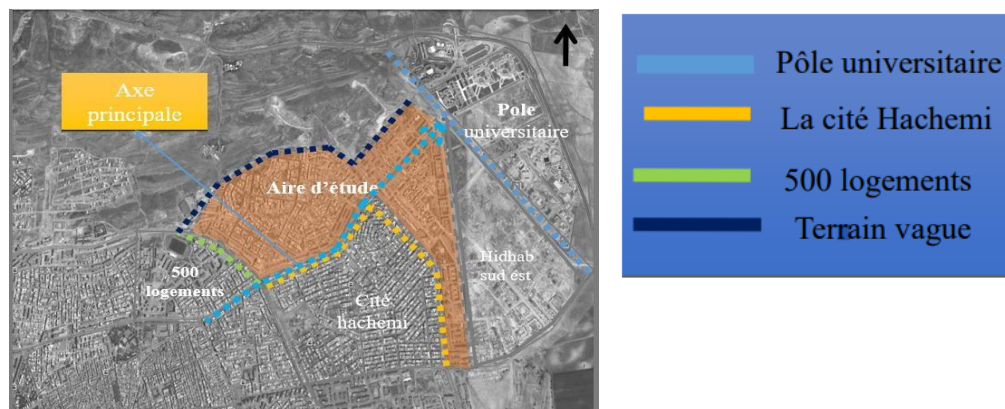 Axe
principale
Pole
universitaire
Aire d'étude
500
logements
Cité
hachemi
Hidhab
sud ést
Pôle universitaire
La cité Hachemi
500 logements
Terrain vague